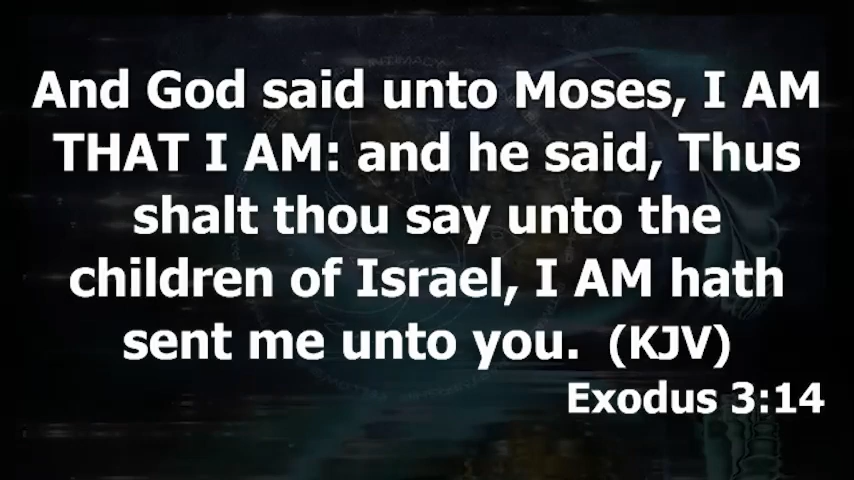 And God said unto Moses, I AM
THAT I AM: and he said, Thus
shalt thou say unto the
children of Israel, I AM hath
sent me unto you.  (KJV)
Exodus 3:14
INTIMACY